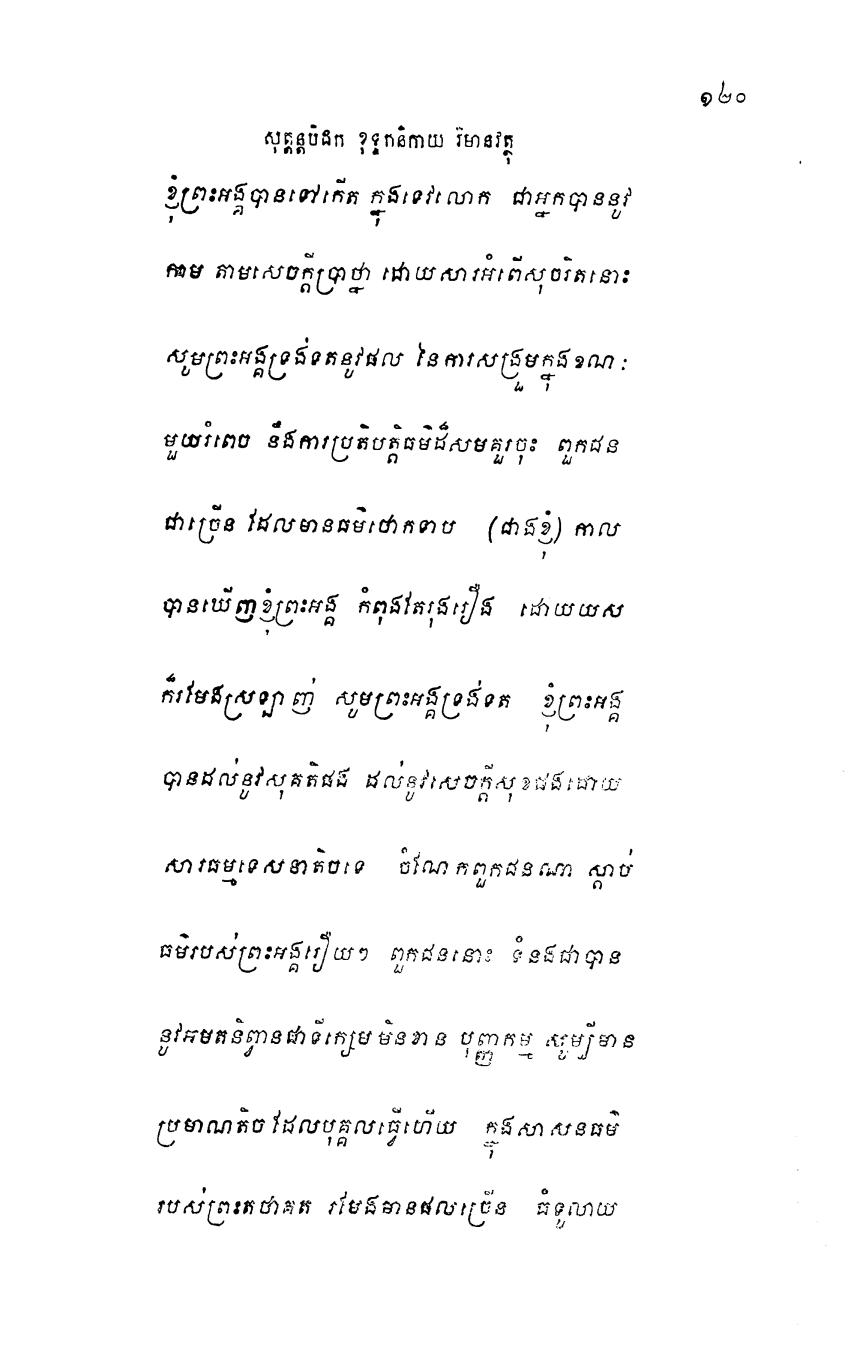 ១២០
សុត្តន្តបិដក ខុទ្ទកនិកាយ វិមានវត្ថុ
ខ្ញុំព្រះអង្គបានទៅកើត ក្នុងទេវលោក ជាអ្នកបាននូវ
កាម តាមសេចក្តីប្រាថ្នា ដោយសារអំពើសុចរិតនោះ
សូមព្រះអង្គទ្រង់ទតនូវផល នៃការសង្រួមក្នុងខណៈ
មួយរំពេច នឹងការប្រតិបត្តិធម៌ដ៏សមគួរចុះ ពួកជន
ជាច្រើន ដែលមានធម៌ថោកទាប (ជាងខ្ញុំ) កាល
បានឃើញខ្ញុំព្រះអង្គ កំពុងតែរុងរឿង ដោយយស
ក៏រមែងស្រឡាញ់ សូមព្រះអង្គទ្រង់ទត ខ្ញុំព្រះអង្គ
បានដល់នូវសុគតិផង ដល់នូវសេចក្តីសុខផងដោយ
សារធម្មទេសនាតិចទេ ចំណែកពួកជនណា ស្តាប់
ធម៌របស់ព្រះអង្គរឿយៗ ពួកជននោះ ទំនងជាបាន
នូវអមតនិព្វានជាទីក្សេមមិនខាន បុញ្ញកម្ម សូម្បីមាន
ប្រមាណតិច ដែលបុគ្គលធ្វើហើយ ក្នុងសាសនធម៌
របស់ព្រះតថាគត រមែងមានផលច្រើន ធំទូលាយ